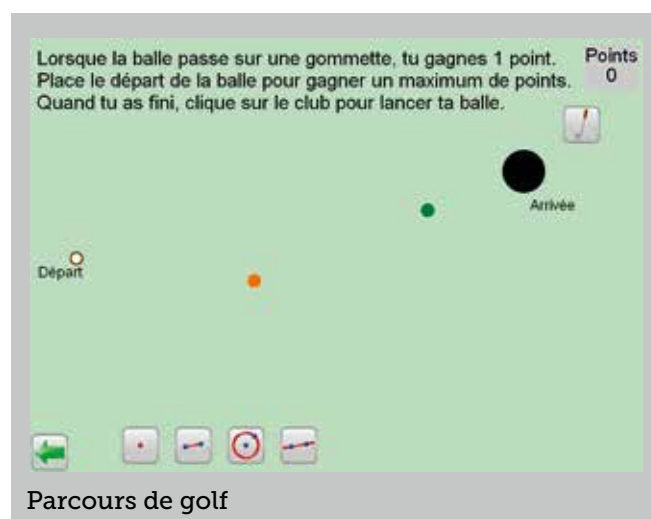 Lorsque la balle passe sur une gommette, tu gagnes 1 point.
Place le départ de la balle pour gagner un maximum de points.
Quand tu as fini, clique sur le club pour lancer ta balle.
Points
0
Arrivée
Départ
Parcours de golf